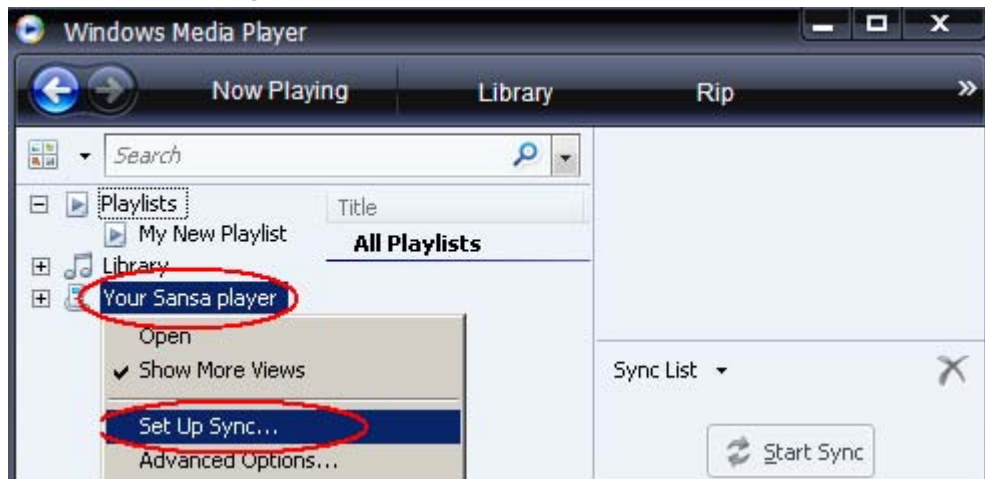 Windows Media Player
Now Playing Library Rip »
Search
Playlists
Title
My New Playlist
All Playlists
Library
Your Sansa player
Open
Show More Views
Sync List
Set Up Sync...
Start Sync
Advanced Options...